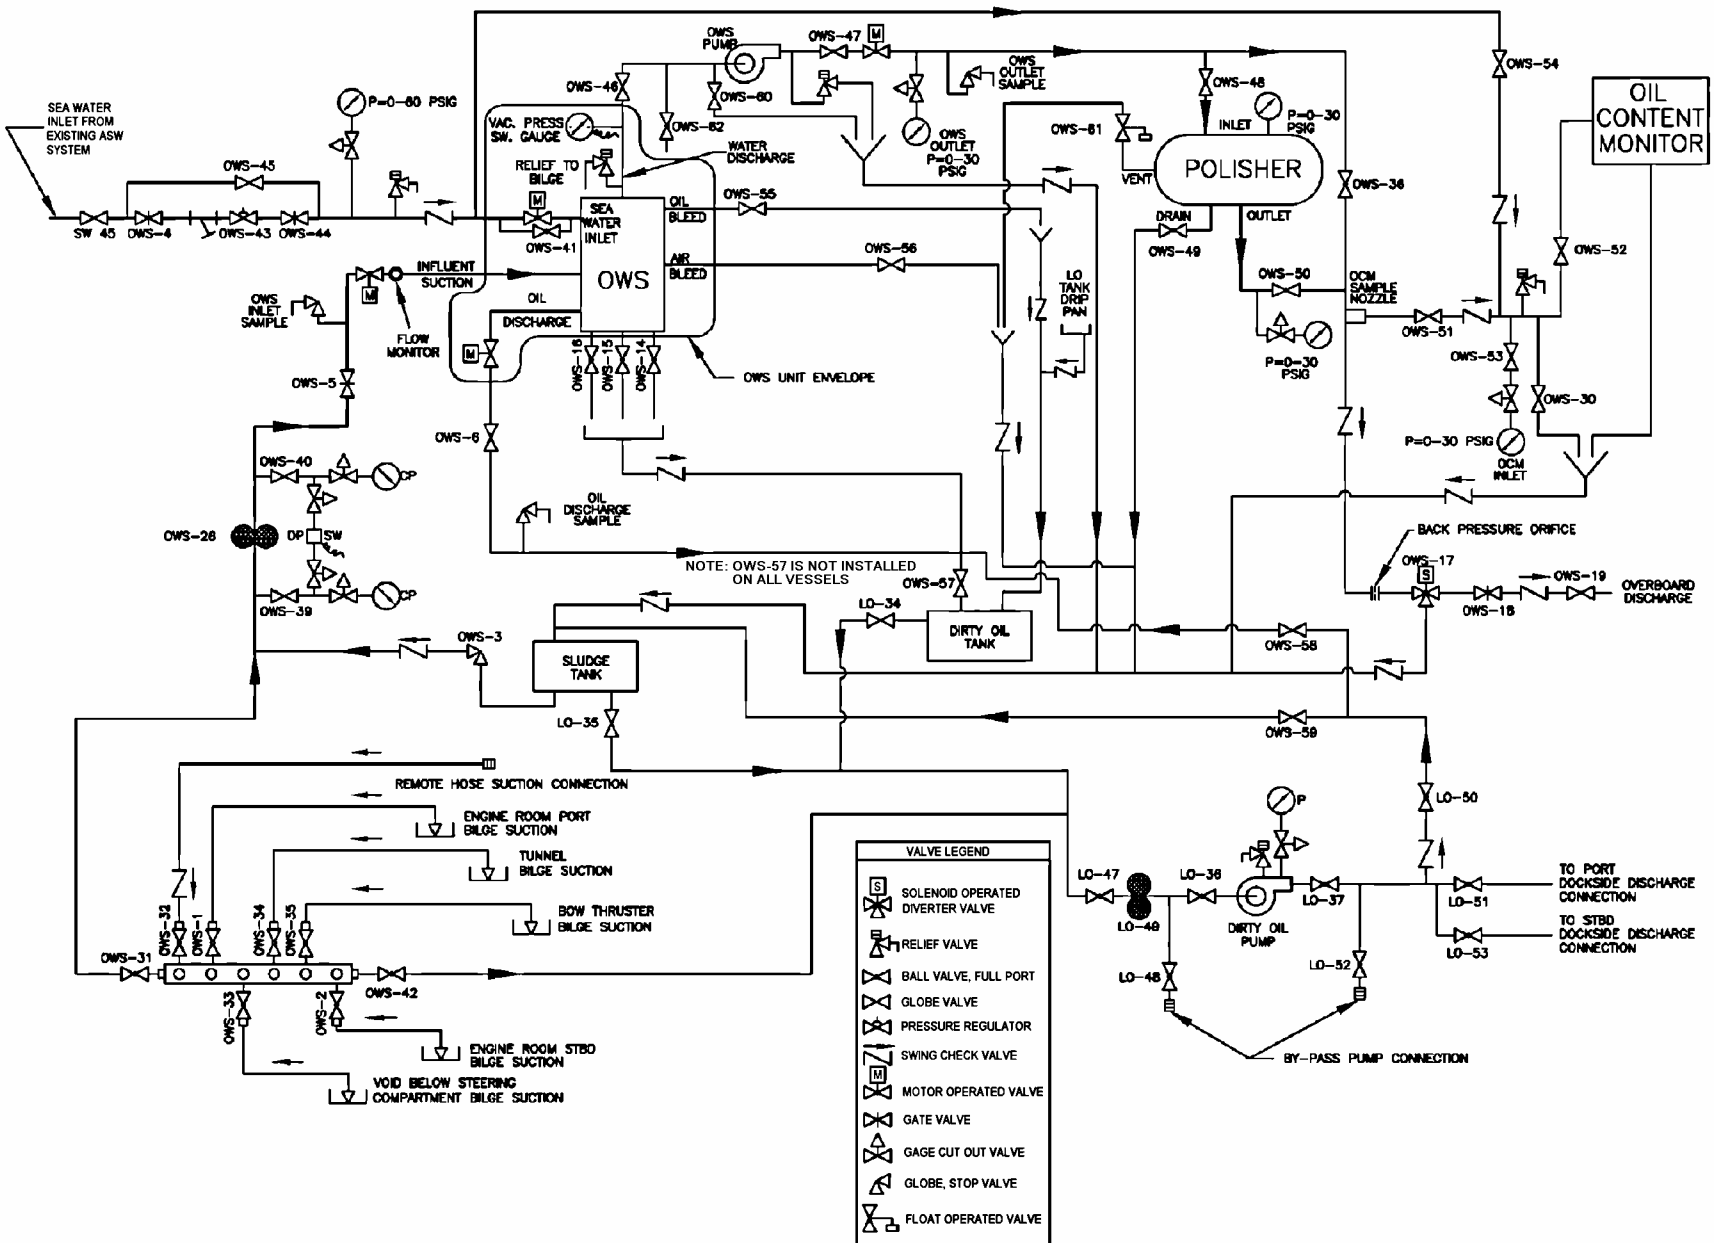 SEA WATER
INLET FROM
EXISTING ASW
SYSTEM
P=0-60 PSIG
OWS-45
SW 45
OWS-4
OWS-43
OWS-44
OWS
PUMP
OWS-47
M
OWS-46
OWS-60
OWS-62
VAC. PRESS
SW. GAUGE
WATER
DISCHARGE
RELIEF TO
BILGE
M
SEA
WATER
INLET
OWS-41
OWS
OIL
BLEED
OWS-55
AIR
BLEED
OWS-56
OWS
OUTLET
SAMPLE
OWS
OUTLET
P=0-30
PSIG
OWS-48
OWS-61
INLET
P=0-30
PSIG
POLISHER
VENT
DRAIN
OUTLET
OWS-49
OWS-36
OWS-50
OCM
SAMPLE
NOZZLE
P=0-30
PSIG
OWS-54
OIL
CONTENT
MONITOR
OWS-52
OWS-51
OWS-53
OWS-30
P=0-30 PSIG
OCM
INLET
LO
TANK
DRIP
PAN
INFLUENT
SUCTION
M
OWS
INLET
SAMPLE
FLOW
MONITOR
OIL
DISCHARGE
M
OWS-16
OWS-15
OWS-14
OWS UNIT ENVELOPE
OWS-5
OWS-6
OWS-40
CP
OWS-26
DP
SW
OWS-39
CP
OIL
DISCHARGE
SAMPLE
NOTE: OWS-57 IS NOT INSTALLED
ON ALL VESSELS
OWS-57
BACK PRESSURE ORIFICE
OWS-17
S
OWS-18
OWS-19
OVERBOARD
DISCHARGE
OWS-3
LO-34
DIRTY OIL
TANK
OWS-58
SLUDGE
TANK
LO-35
OWS-59
REMOTE HOSE SUCTION CONNECTION
ENGINE ROOM PORT
BILGE SUCTION
TUNNEL
BILGE SUCTION
BOW THRUSTER
BILGE SUCTION
OWS-32
OWS-1
OWS-34
OWS-35
OWS-31
OWS-42
OWS-33
OWS-2
ENGINE ROOM STBD
BILGE SUCTION
VOID BELOW STEERING
COMPARTMENT BILGE SUCTION
VALVE LEGEND
S
SOLENOID OPERATED
DIVERTER VALVE
RELIEF VALVE
BALL VALVE, FULL PORT
GLOBE VALVE
PRESSURE REGULATOR
SWING CHECK VALVE
M
MOTOR OPERATED VALVE
GATE VALVE
GAGE CUT OUT VALVE
GLOBE, STOP VALVE
FLOAT OPERATED VALVE
P
LO-50
LO-47
LO-36
LO-49
DIRTY OIL
PUMP
LO-37
LO-51
TO PORT
DOCKSIDE DISCHARGE
CONNECTION
TO STBD
DOCKSIDE DISCHARGE
CONNECTION
LO-53
LO-48
LO-52
BY-PASS PUMP CONNECTION